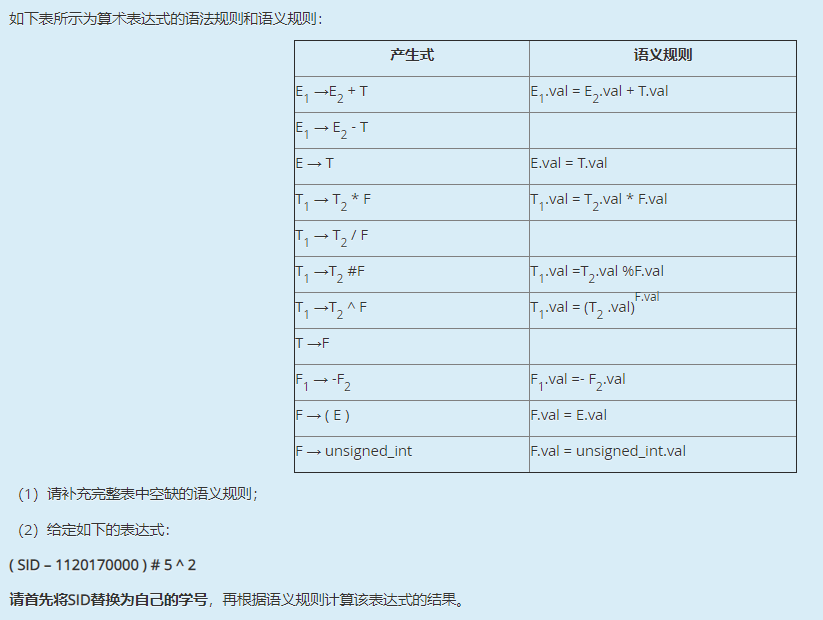 如下表所示为算术表达式的语法规则和语义规则：
产生式 语义规则
E1 →E2 + T E1.val = E2.val + T.val
E1 → E2 - T
E → T E.val = T.val
T1 → T2 * F T1.val = T2.val * F.val
T1 → T2 / F
T1 →T2 #F T1.val =T2.val %F.val
T1 →T2 ^ F T1.val = (T2 .val)F.val
T →F
F1 → -F2 F1.val =- F2.val
F → ( E ) F.val = E.val
F → unsigned_int F.val = unsigned_int.val
（1）请补充完整表中空缺的语义规则；
（2）给定如下的表达式：
( SID – 1120170000 ) # 5 ^ 2
请首先将SID替换为自己的学号，再根据语义规则计算该表达式的结果。